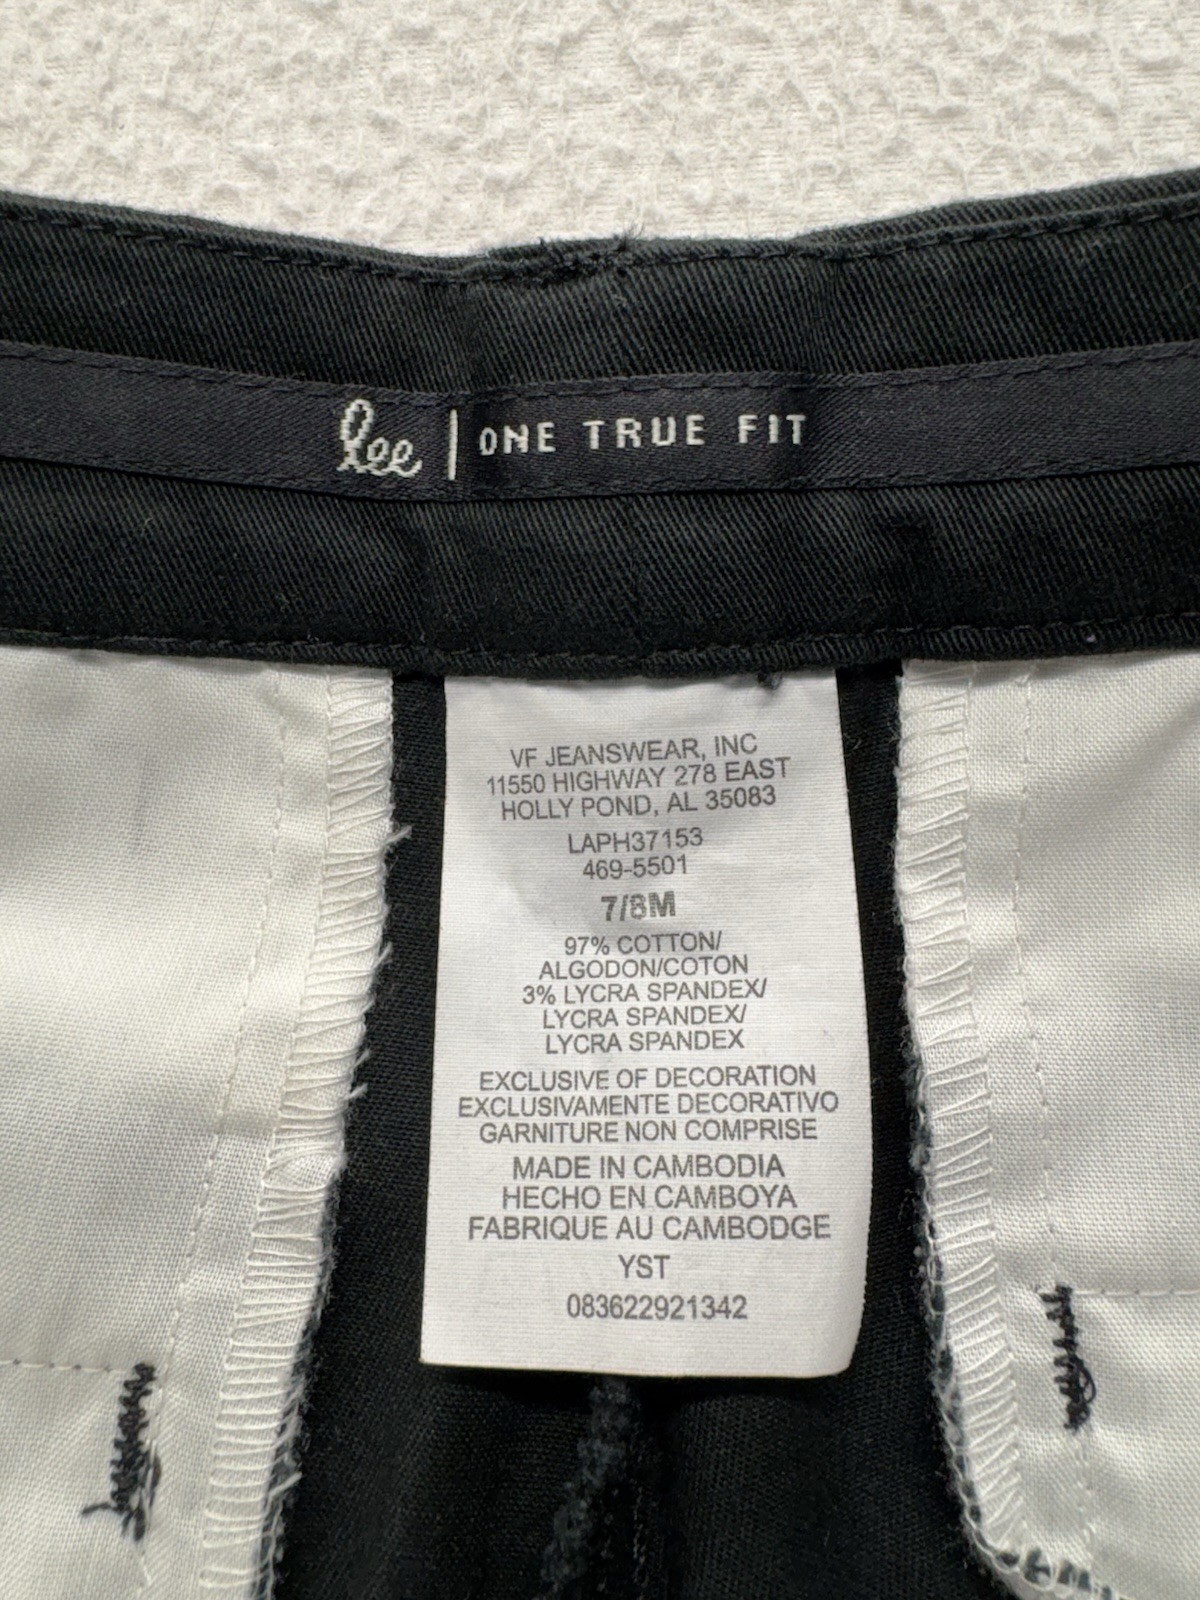 lee | ONE TRUE FIT
VF JEANSWEAR, INC
11550 HIGHWAY 278 EAST
HOLLY POND, AL 35083
LAPH37153
469-5501
7/8M
97% COTTON/
ALGODON/COTON
3% LYCRA SPANDEX/
LYCRA SPANDEX/
LYCRA SPANDEX
EXCLUSIVE OF DECORATION
EXCLUSIVAMENTE DECORATIVO
GARNITURE NON COMPRISE
MADE IN CAMBODIA
HECHO EN CAMBOYA
FABRIQUE AU CAMBODGE
YST
083622921342